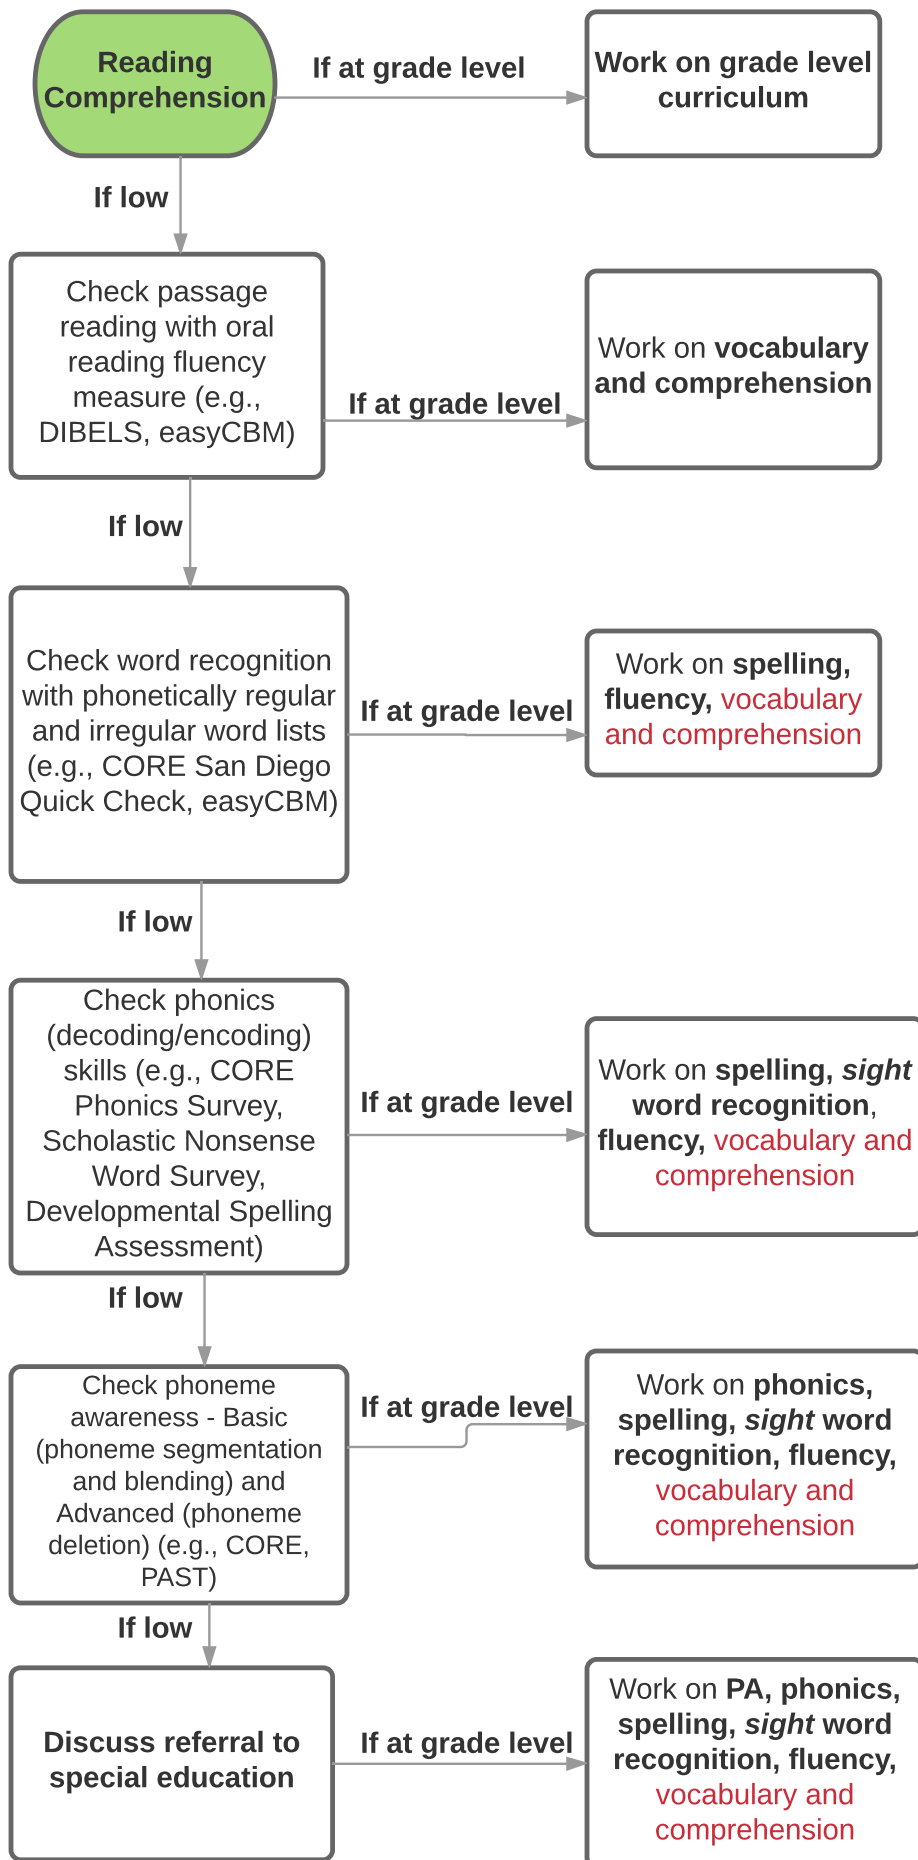 Reading
Comprehension
If at grade level
Work on grade level
curriculum
If low
Check passage
reading with oral
reading fluency
measure (e.g.,
DIBELS, easyCBM)
If at grade level
Work on vocabulary
and comprehension
If low
Check word recognition
with phonetically regular
and irregular word lists
(e.g., CORE San Diego
Quick Check, easyCBM)
If at grade level
Work on spelling,
fluency, vocabulary
and comprehension
If low
Check phonics
(decoding/encoding)
skills (e.g., CORE
Phonics Survey,
Scholastic Nonsense
Word Survey,
Developmental Spelling
Assessment)
If at grade level
Work on spelling, sight
word recognition,
fluency, vocabulary and
comprehension
If low
Check phoneme
awareness - Basic
(phoneme segmentation
and blending) and
Advanced (phoneme
deletion) (e.g., CORE,
PAST)
If at grade level
Work on phonics,
spelling, sight word
recognition, fluency,
vocabulary and
comprehension
If low
Discuss referral to
special education
If at grade level
Work on PA, phonics,
spelling, sight word
recognition, fluency,
vocabulary and
comprehension